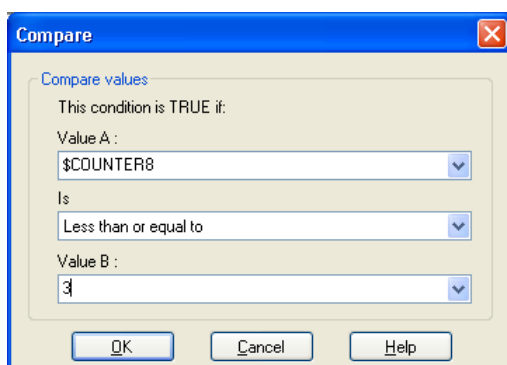 Compare
Compare values
This condition is TRUE if:
Value A :
$COUNTER8
Is
Less than or equal to
Value B :
3
OK Cancel Help